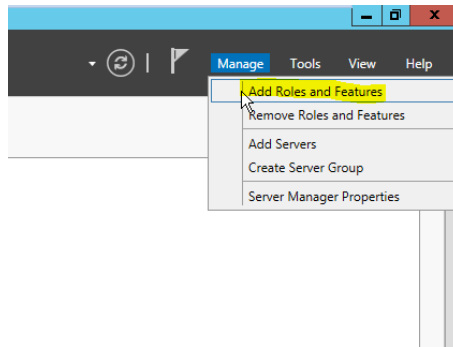 Manage Tools View Help
Add Roles and Features
Remove Roles and Features
Add Servers
Create Server Group
Server Manager Properties